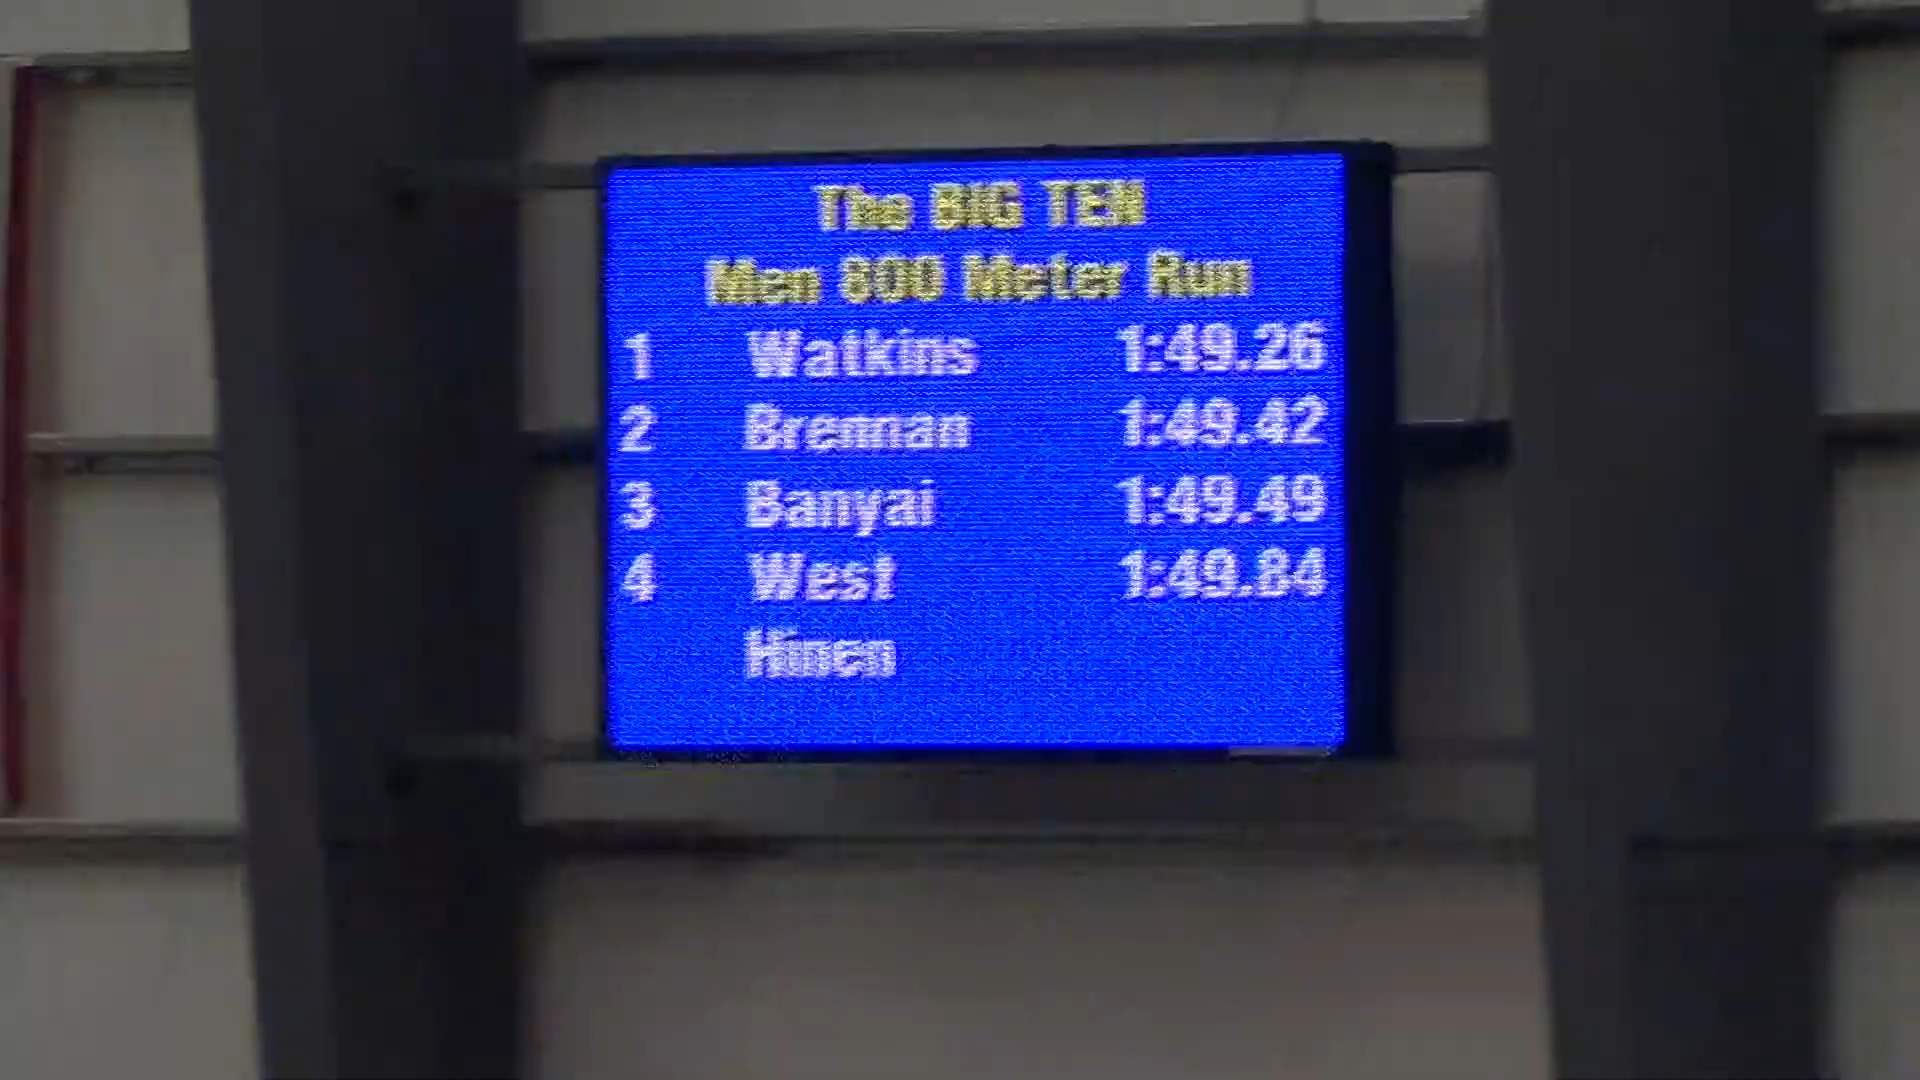 The BIG TEN
Men 800 Meter Run
1 Watkins 1:49.26
2 Brennan 1:49.42
3 Banyai 1:49.49
4 West 1:49.84
Hinen